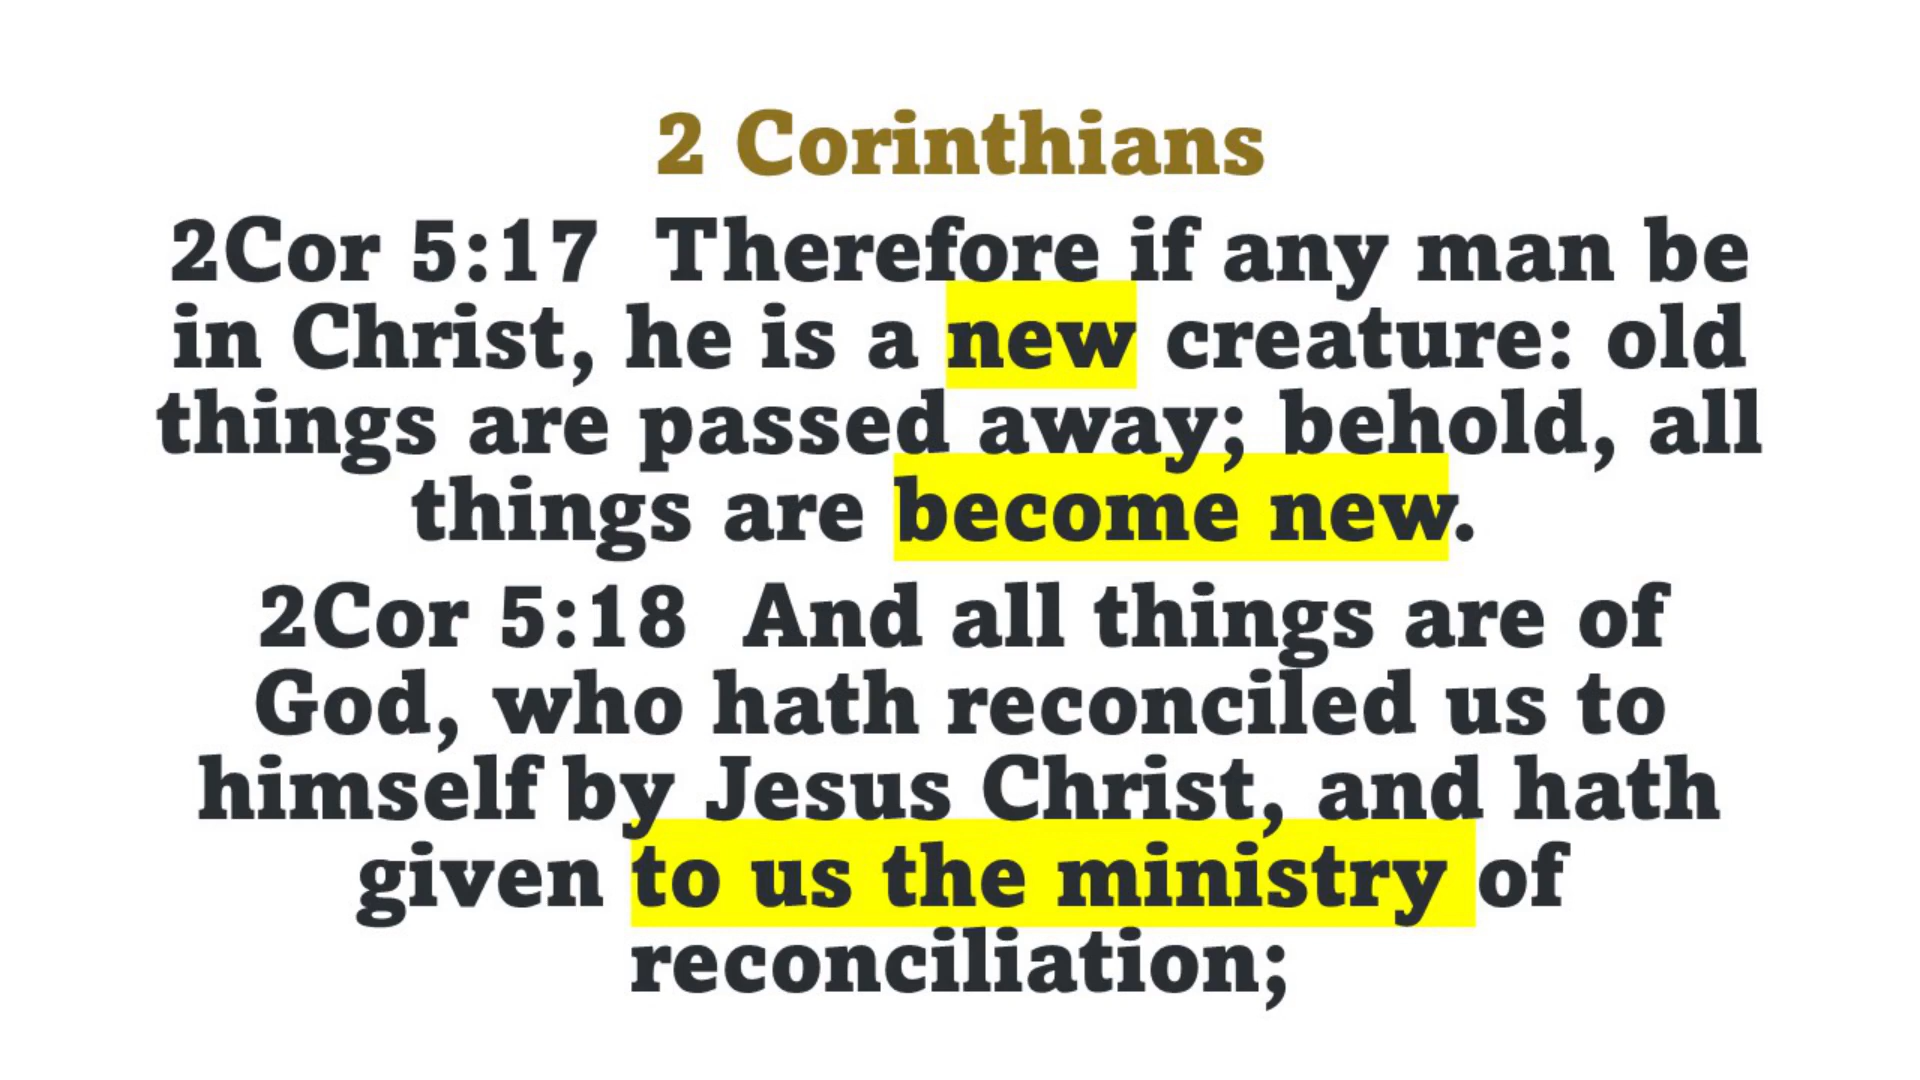 2 Corinthians
2Cor 5:17  Therefore if any man be
in Christ, he is a new creature: old
things are passed away; behold, all
things are become new.
2Cor 5:18  And all things are of
God, who hath reconciled us to
himself by Jesus Christ, and hath
given to us the ministry of
reconciliation;